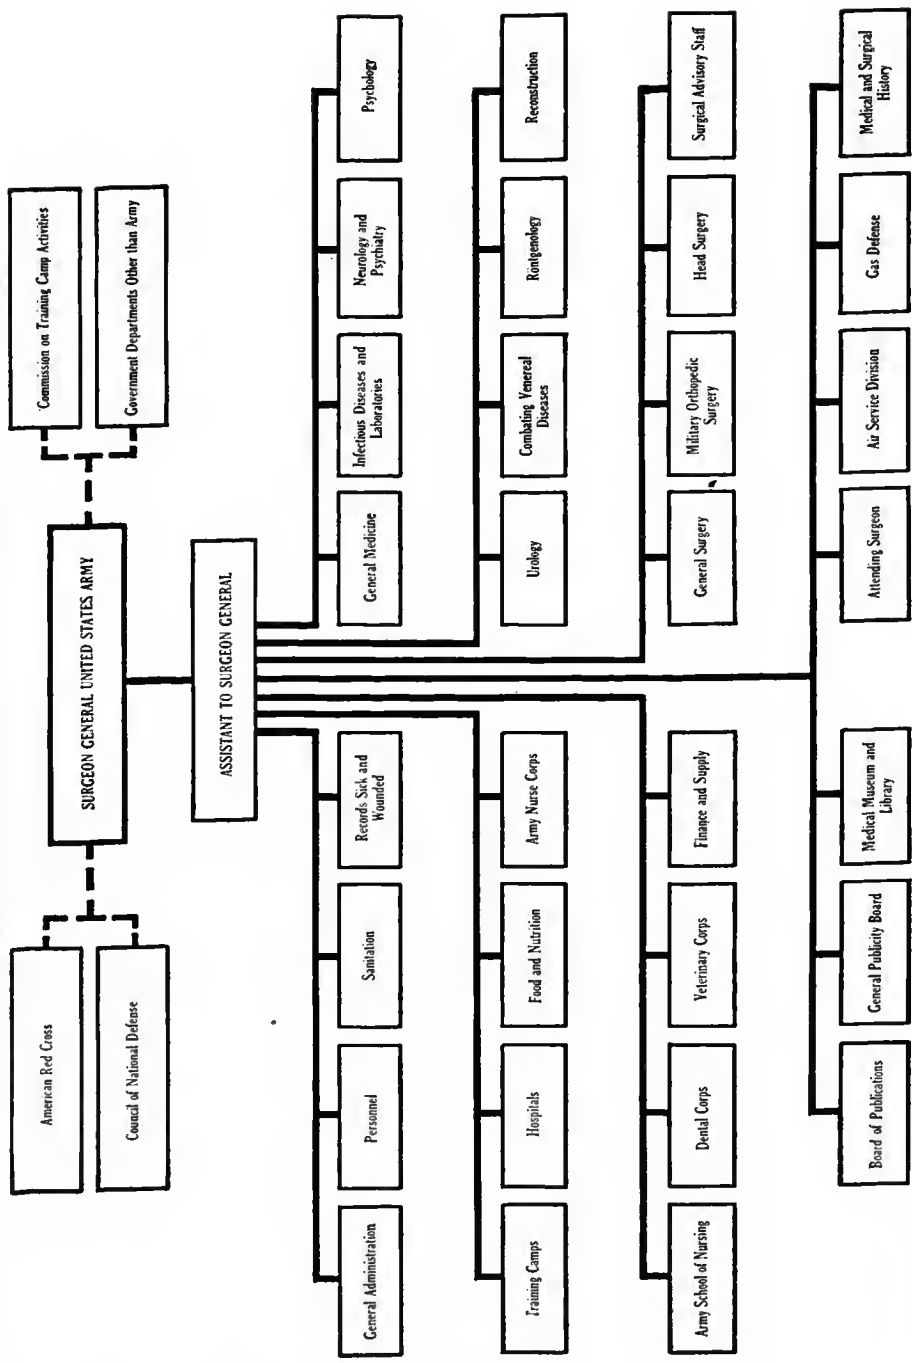 American Red Cross
Council of National Defense
SURGEON GENERAL UNITED STATES ARMY
Commission on Training Camp Activities
Government Departments Other than Army
ASSISTANT TO SURGEON GENERAL
General Administration
Personnel
Sanitation
Records Sick and
Wounded
General Medicine
Infectious Diseases and
Laboratories
Neurology and
Psychiatry
Psychology
Training Camps
Hospitals
Food and Nutrition
Army Nurse Corps
Urology
Combating Venereal
Diseases
Röntgenology
Reconstruction
Army School of Nursing
Dental Corps
Veterinary Corps
Finance and Supply
General Surgery
Military Orthopedic
Surgery
Head Surgery
Surgical Advisory Staff
Board of Publications
General Publicity Board
Medical Museum and
Library
Attending Surgeon
Air Service Division
Gas Defense
Medical and Surgical
History